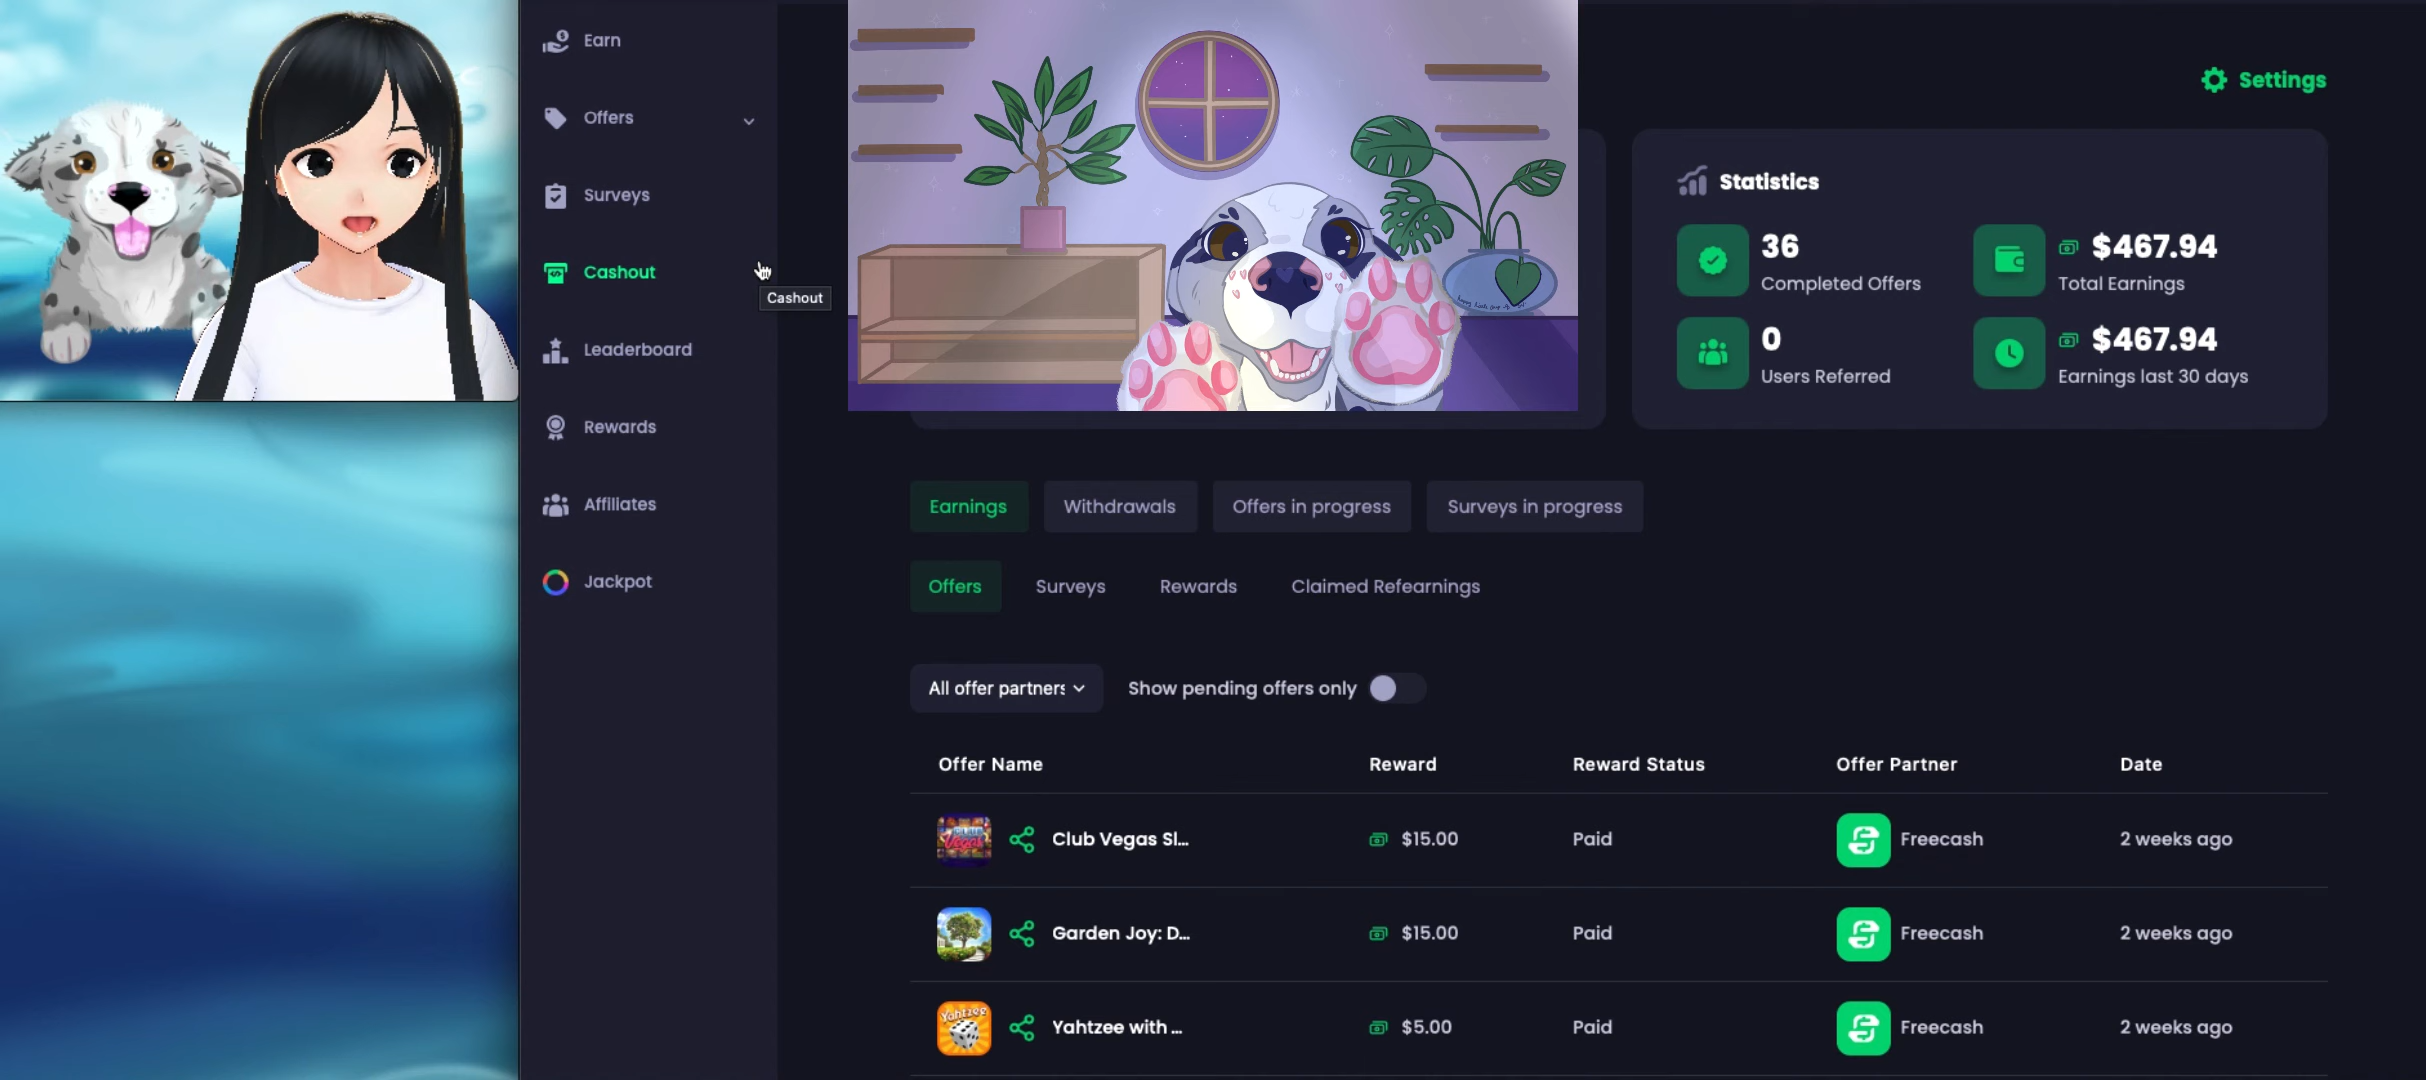 Earn
Offers
Surveys
Cashout
Cashout
Leaderboard
Rewards
Affiliates
Jackpot
Settings
Statistics
36
Completed Offers
$467.94
Total Earnings
0
Users Referred
$467.94
Earnings last 30 days
Earnings
Withdrawals
Offers in progress
Surveys in progress
Offers
Surveys
Rewards
Claimed Refearnings
All offer partners
Show pending offers only
Offer Name Reward Reward Status Offer Partner Date
Club Vegas Sl... $15.00 Paid Freecash 2 weeks ago
Garden Joy: D... $15.00 Paid Freecash 2 weeks ago
Yahtzee
Yahtzee with ... $5.00 Paid Freecash 2 weeks ago